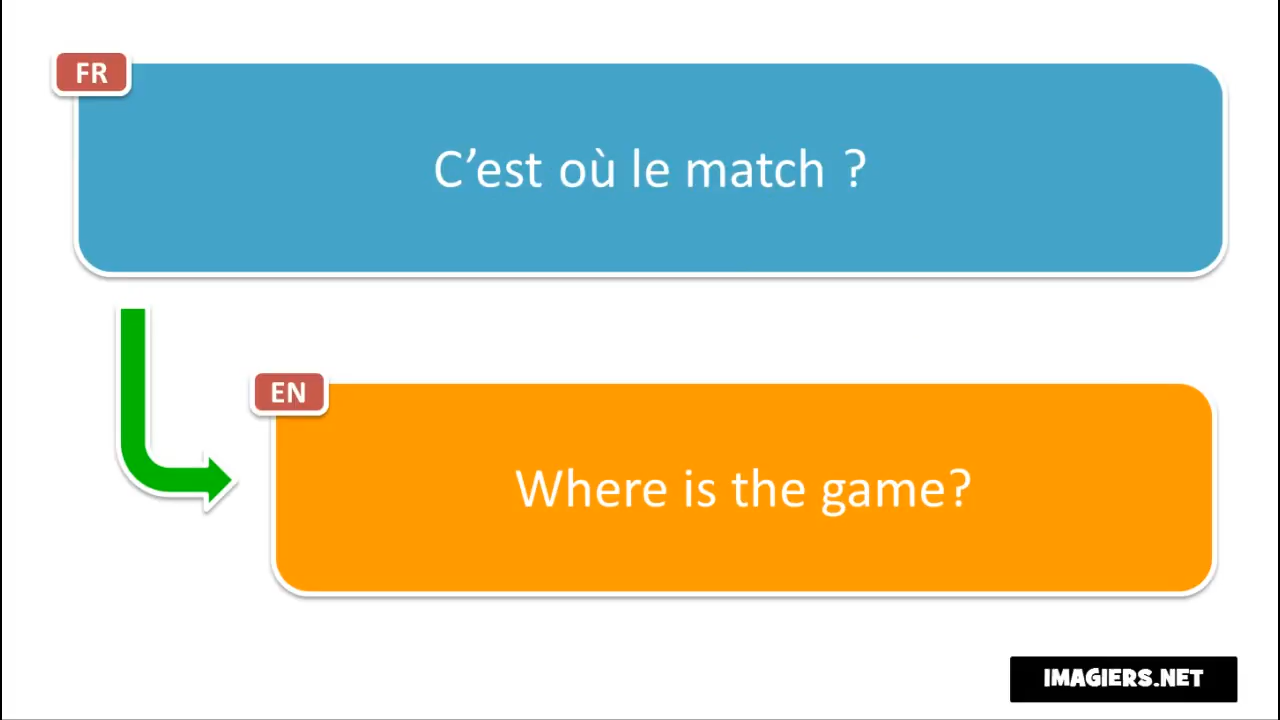 FR
C’est où le match ?
EN
Where is the game?
IMAGIERS.NET